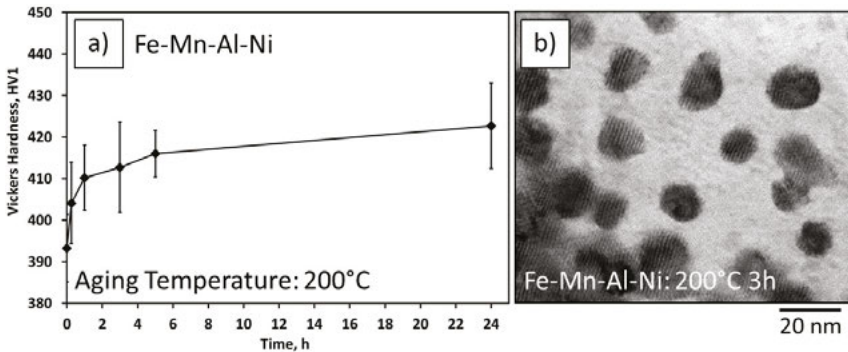 a)
Fe-Mn-Al-Ni
Vickers Hardness, HV1
450
440
430
420
410
400
390
380
Aging Temperature: 200°C
0 2 4 6 8 10 12 14 16 18 20 22 24
Time, h
b)
Fe-Mn-Al-Ni: 200°C 3h
20 nm